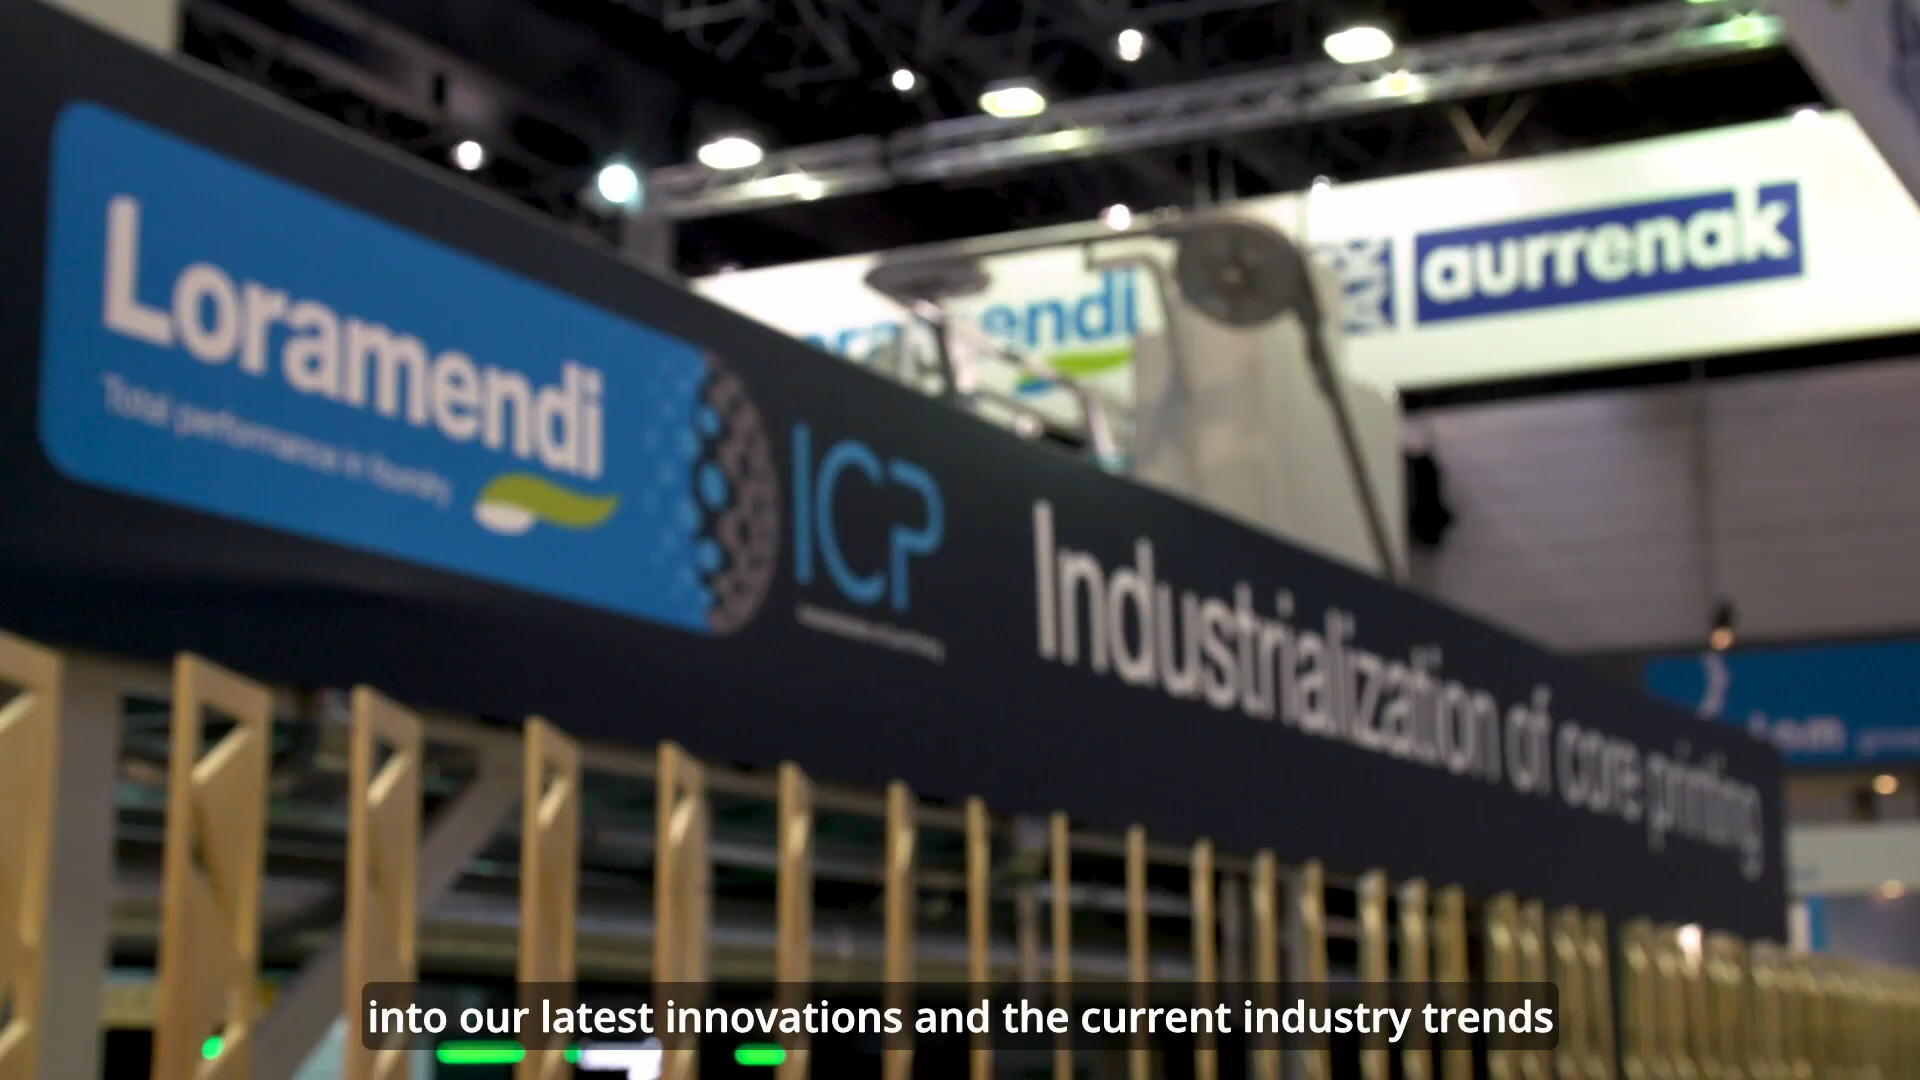 Loramendi
Total performance in foundry
ICP
Industrialization of core printing
aurrenak
into our latest innovations and the current industry trends